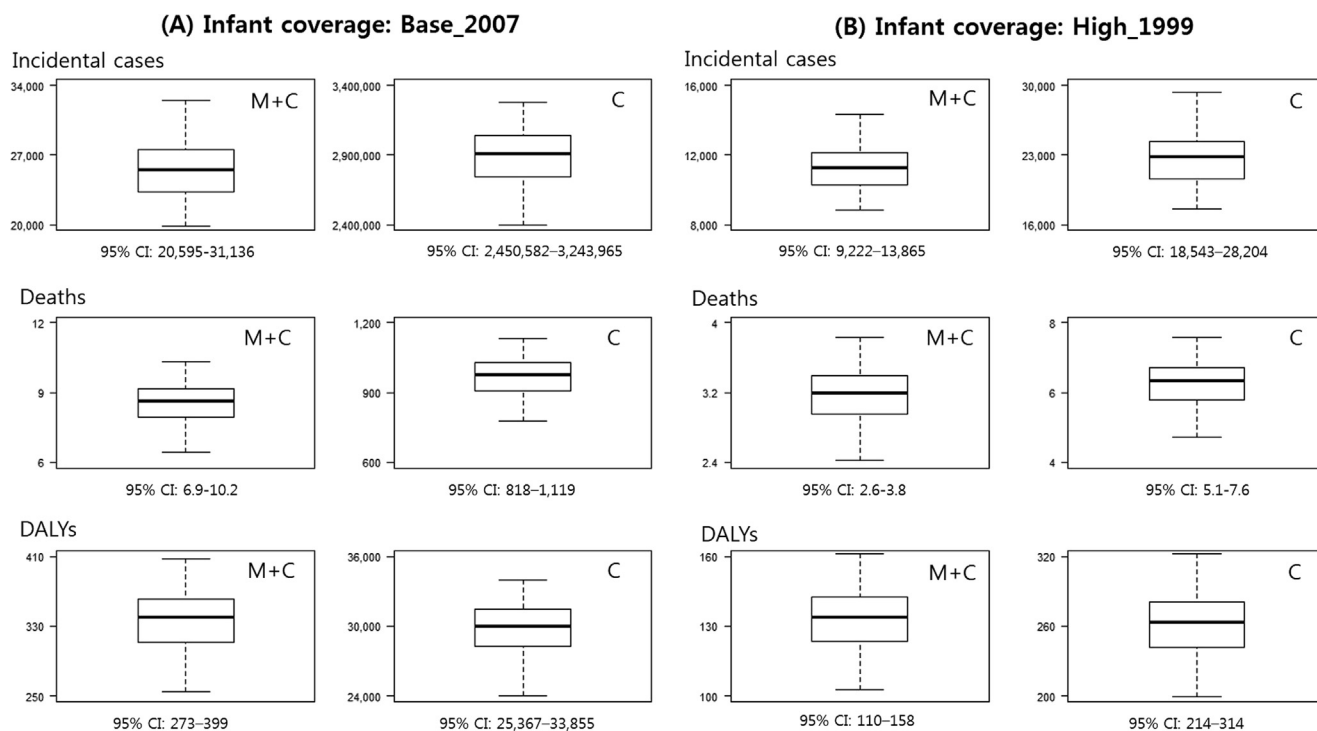 (A) Infant coverage: Base_2007
Incidental cases
34,000
27,000
20,000
M+C
95% CI: 20,595-31,136
3,400,000
2,900,000
2,400,000
C
95% CI: 2,450,582–3,243,965
Deaths
12
9
6
M+C
95% CI: 6.9-10.2
1,200
900
600
C
95% CI: 818–1,119
DALYs
410
330
250
M+C
95% CI: 273–399
36,000
30,000
24,000
C
95% CI: 25,367–33,855
(B) Infant coverage: High_1999
Incidental cases
16,000
12,000
8,000
M+C
95% CI: 9,222–13,865
30,000
23,000
16,000
C
95% CI: 18,543–28,204
Deaths
4
3.2
2.4
M+C
95% CI: 2.6-3.8
8
6
4
C
95% CI: 5.1-7.6
DALYs
160
130
100
M+C
95% CI: 110–158
320
260
200
C
95% CI: 214–314